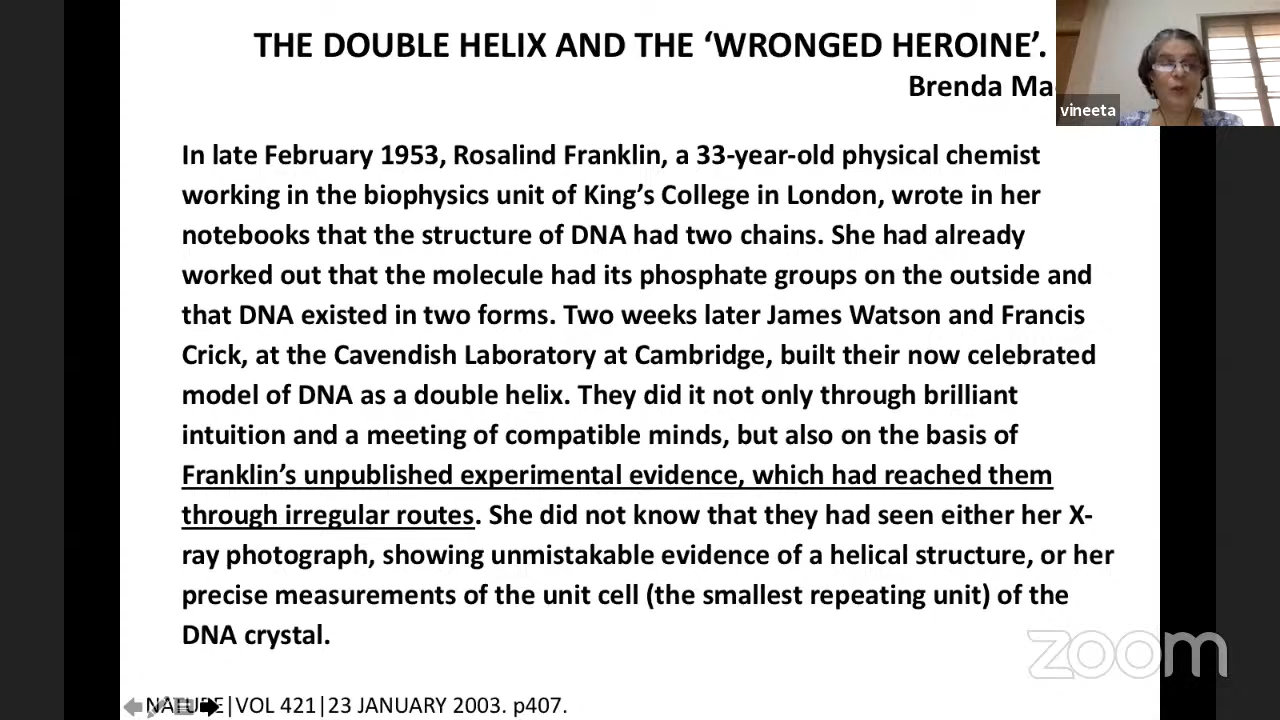 THE DOUBLE HELIX AND THE ‘WRONGED HEROINE’.
Brenda
vineeta
In late February 1953, Rosalind Franklin, a 33-year-old physical chemist
working in the biophysics unit of King’s College in London, wrote in her
notebooks that the structure of DNA had two chains. She had already
worked out that the molecule had its phosphate groups on the outside and
that DNA existed in two forms. Two weeks later James Watson and Francis
Crick, at the Cavendish Laboratory at Cambridge, built their now celebrated
model of DNA as a double helix. They did it not only through brilliant
intuition and a meeting of compatible minds, but also on the basis of
Franklin’s unpublished experimental evidence, which had reached them
through irregular routes. She did not know that they had seen either her X-
ray photograph, showing unmistakable evidence of a helical structure, or her
precise measurements of the unit cell (the smallest repeating unit) of the
DNA crystal.
zoom
NATURE|VOL 421|23 JANUARY 2003. p407.